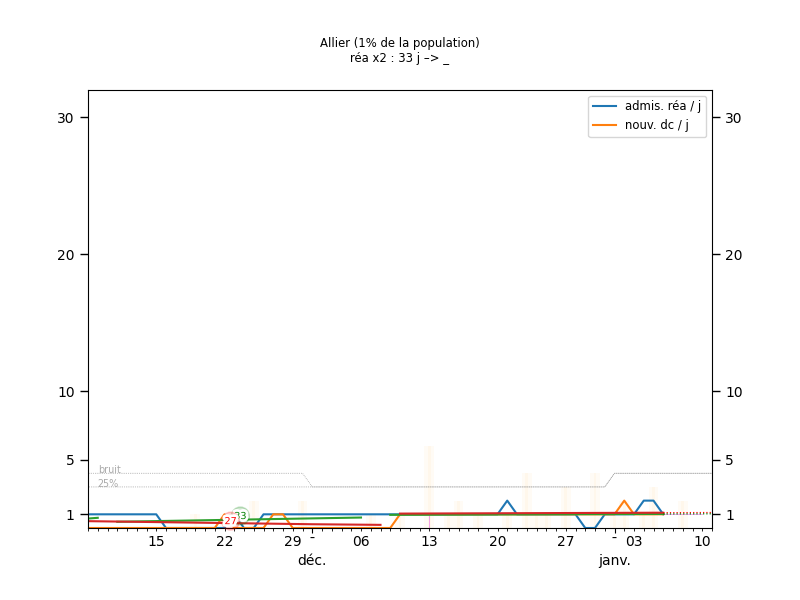 Allier (1% de la population)
réa x2 : 33 j –> _
admis. réa / j
nouv. dc / j
30 30
20 20
10 10
5 5
1 1
bruit
25%
33
27
15 22 29 - 06 13 20 27 - 03 10
déc. janv.